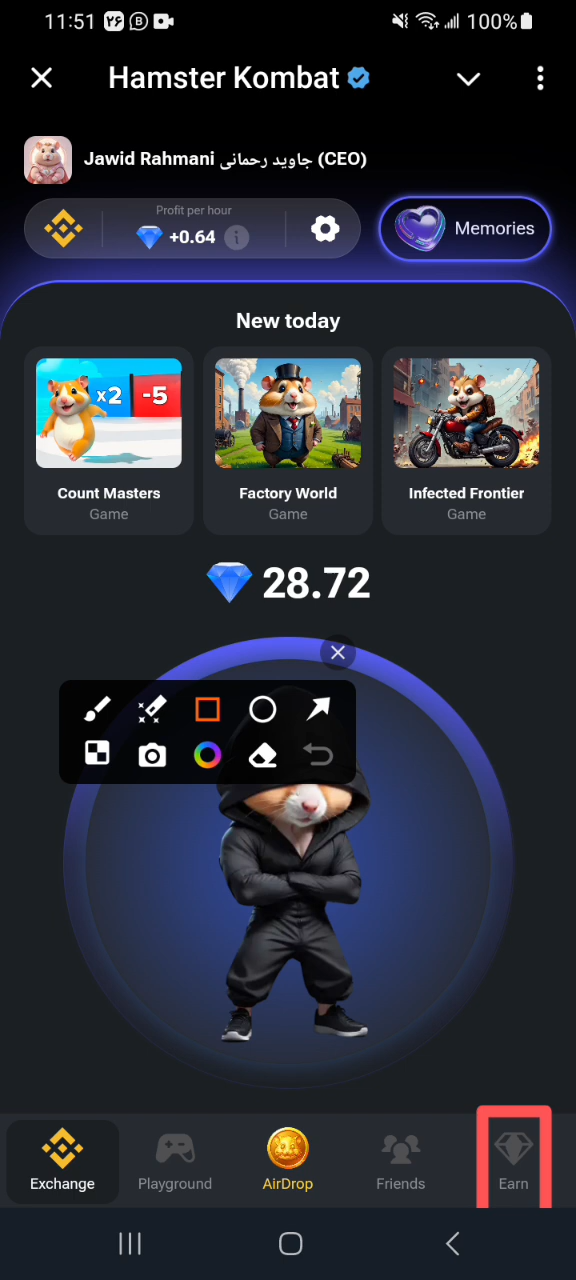 11:51 ۲۶ B 100%
Hamster Kombat
Jawid Rahmani جاوید رحمانی (CEO)
Profit per hour
+0.64 i
Memories
New today
x2 -5
Count Masters
Game
Factory World
Game
Infected Frontier
Game
28.72
Exchange
Playground
AirDrop
Friends
Earn